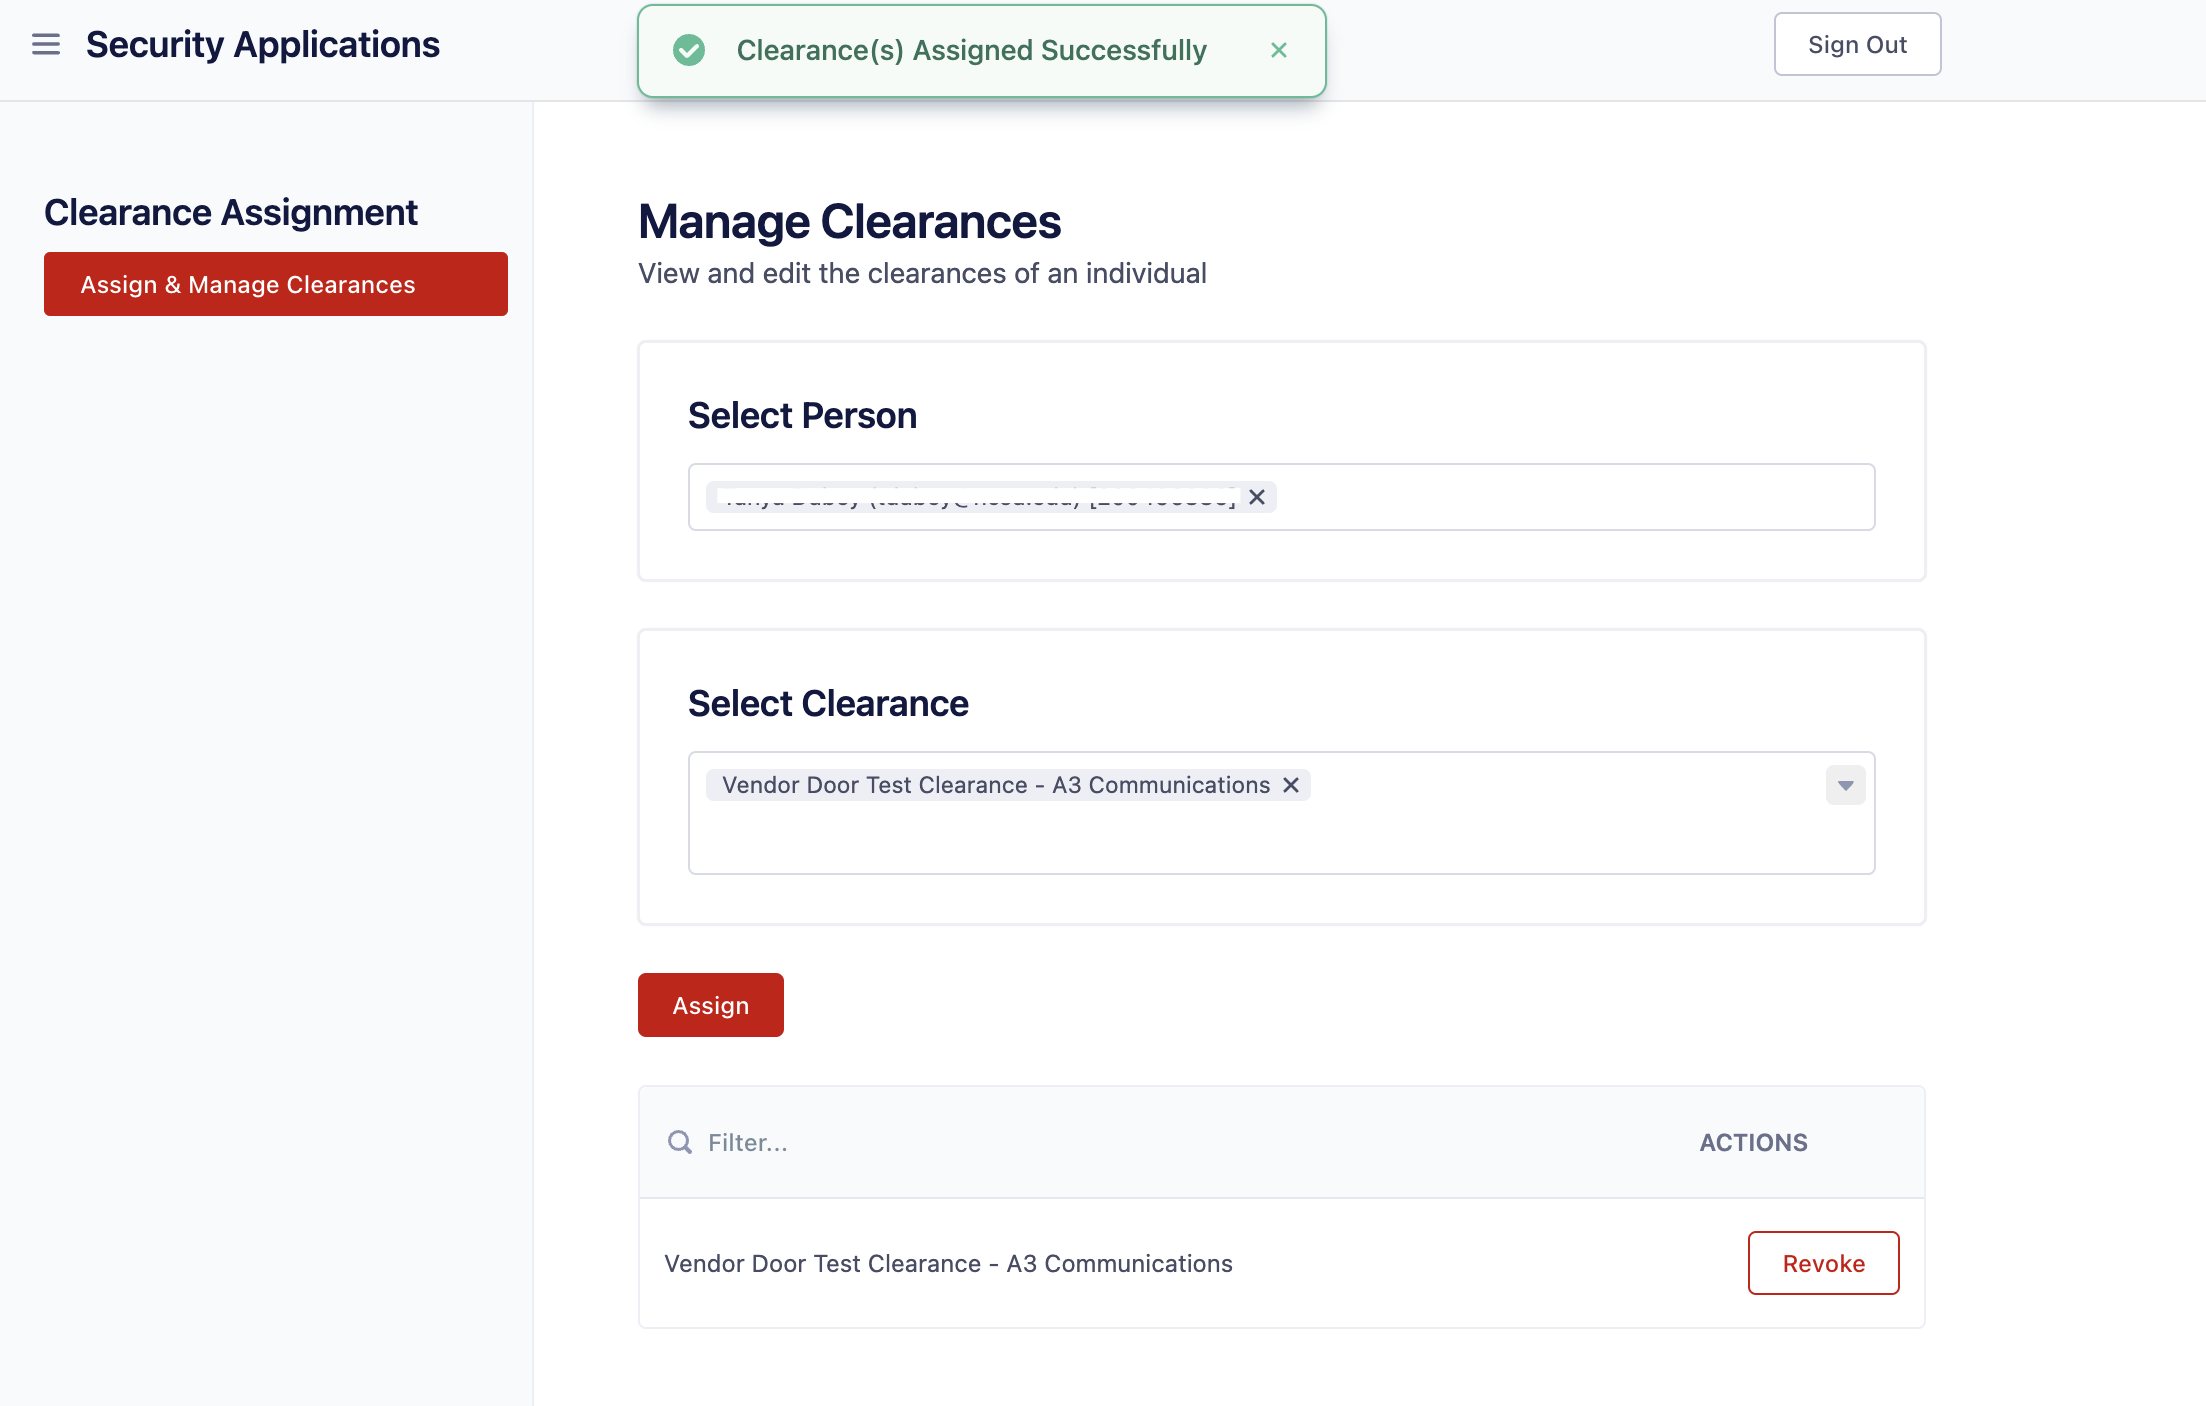 Security Applications
Clearance(s) Assigned Successfully
Sign Out
Clearance Assignment
Assign & Manage Clearances
Manage Clearances
View and edit the clearances of an individual
Select Person
Select Clearance
Vendor Door Test Clearance - A3 Communications
Assign
Filter...
ACTIONS
Vendor Door Test Clearance - A3 Communications
Revoke